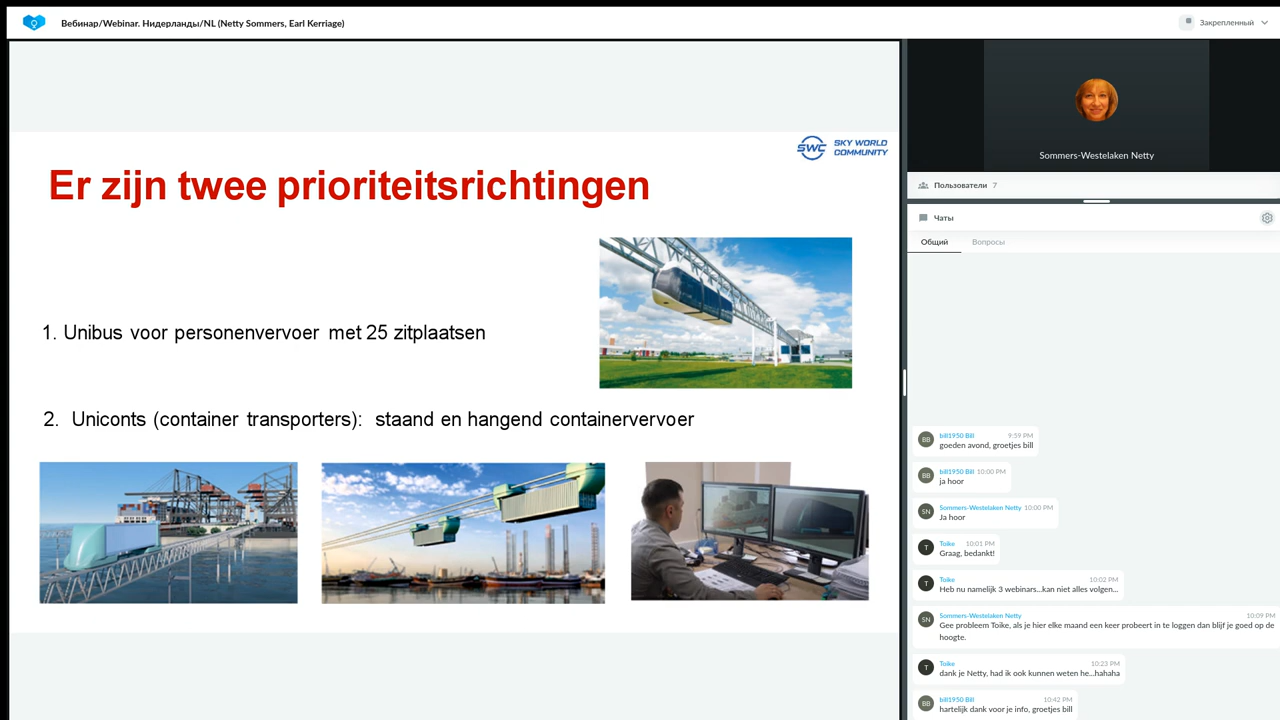 Вебинар/Webinar. Нидерланды/NL (Netty Sommers, Earl Kerriage)
Закрепленный
SWC SKY WORLD
COMMUNITY
Er zijn twee prioriteitsrichtingen
1. Unibus voor personenvervoer met 25 zitplaatsen
2. Uniconts (container transporters): staand en hangend containervervoer
Sommers-Westelaken Netty
Пользователи 7
Чаты
Общий Вопросы
BB bill1950 Bill 9:59 PM
goeden avond, groetjes bill
BB bill1950 Bill 10:00 PM
ja hoor
SN Sommers-Westelaken Netty 10:00 PM
Ja hoor
T Toike 10:01 PM
Graag, bedankt!
T Toike 10:02 PM
Heb nu namelijk 3 webinars...kan niet alles volgen...
SN Sommers-Westelaken Netty 10:09 PM
Gee probleem Toike, als je hier elke maand een keer probeert in te loggen dan blijf je goed op de
hoogte.
T Toike 10:23 PM
dank je Netty, had ik ook kunnen weten he...hahaha
BB bill1950 Bill 10:42 PM
hartelijk dank voor je info, groetjes bill